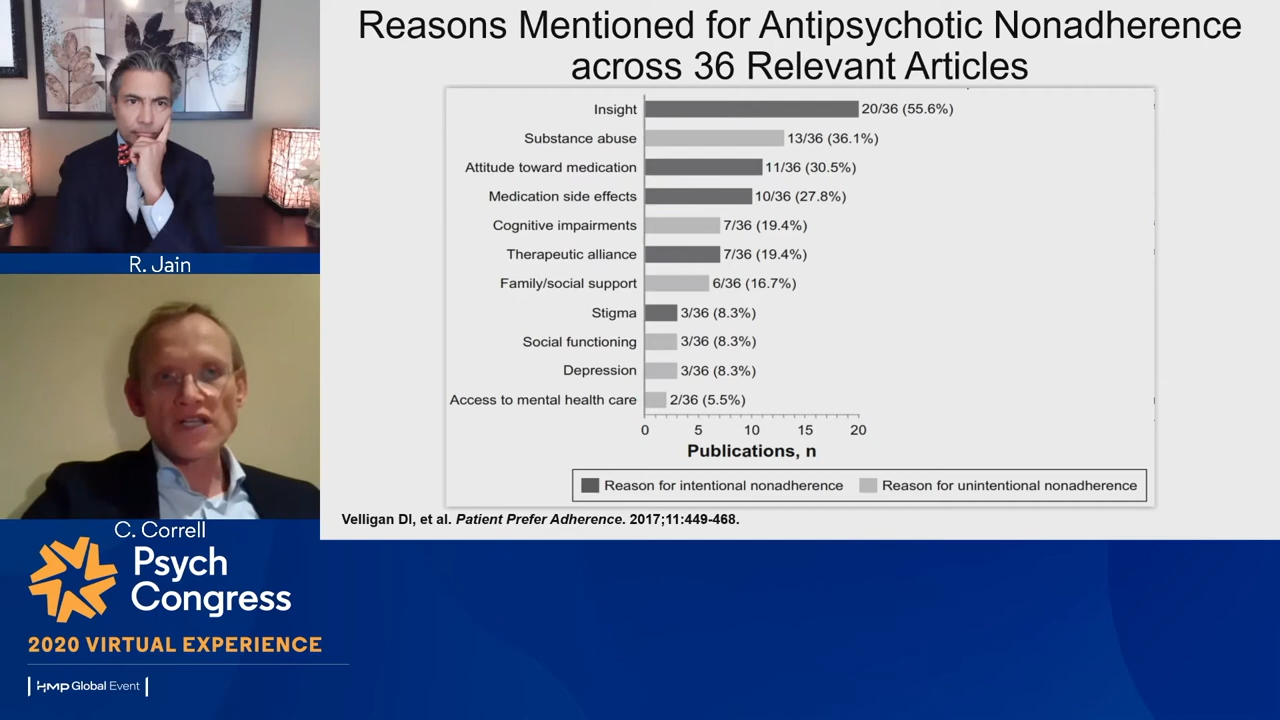 Reasons Mentioned for Antipsychotic Nonadherence
across 36 Relevant Articles
Insight 20/36 (55.6%)
Substance abuse 13/36 (36.1%)
Attitude toward medication 11/36 (30.5%)
Medication side effects 10/36 (27.8%)
Cognitive impairments 7/36 (19.4%)
Therapeutic alliance 7/36 (19.4%)
Family/social support 6/36 (16.7%)
Stigma 3/36 (8.3%)
Social functioning 3/36 (8.3%)
Depression 3/36 (8.3%)
Access to mental health care 2/36 (5.5%)
0 5 10 15 20
Publications, n
Reason for intentional nonadherence Reason for unintentional nonadherence
Velligan DI, et al. Patient Prefer Adherence. 2017;11:449-468.
R. Jain
C. Correll
Psych
Congress
2020 VIRTUAL EXPERIENCE
HMP Global Event